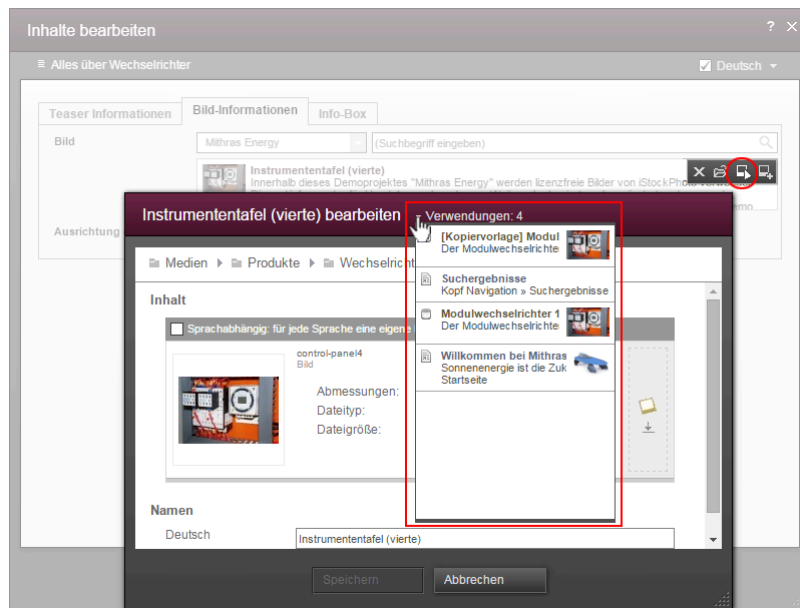 Inhalte bearbeiten
?
Alles über Wechselrichter
Deutsch
Teaser Informationen
Bild-Informationen
Info-Box
Bild
Mithras Energy
(Suchbegriff eingeben)
Instrumententafel (vierte)
Innerhalb dieses Demoprojektes "Mithras Energy" werden lizenzfreie Bilder von iStockPhoto
Ausrichtung
Instrumententafel (vierte) bearbeiten
Verwendungen: 4
[Kopiervorlage] Modul
Der Modulwechselrichte
Suchergebnisse
Kopf Navigation » Suchergebnisse
Modulwechselrichter 1
Der Modulwechselrichte
Willkommen bei Mithras
Sonnenenergie ist die Zuk
Startseite
Medien
Produkte
Wechselricht
Inhalt
Sprachabhängig: für jede Sprache eine eigene
control-panel4
Bild
Abmessungen:
Dateityp:
Dateigröße:
Namen
Deutsch
Instrumententafel (vierte)
Speichern
Abbrechen